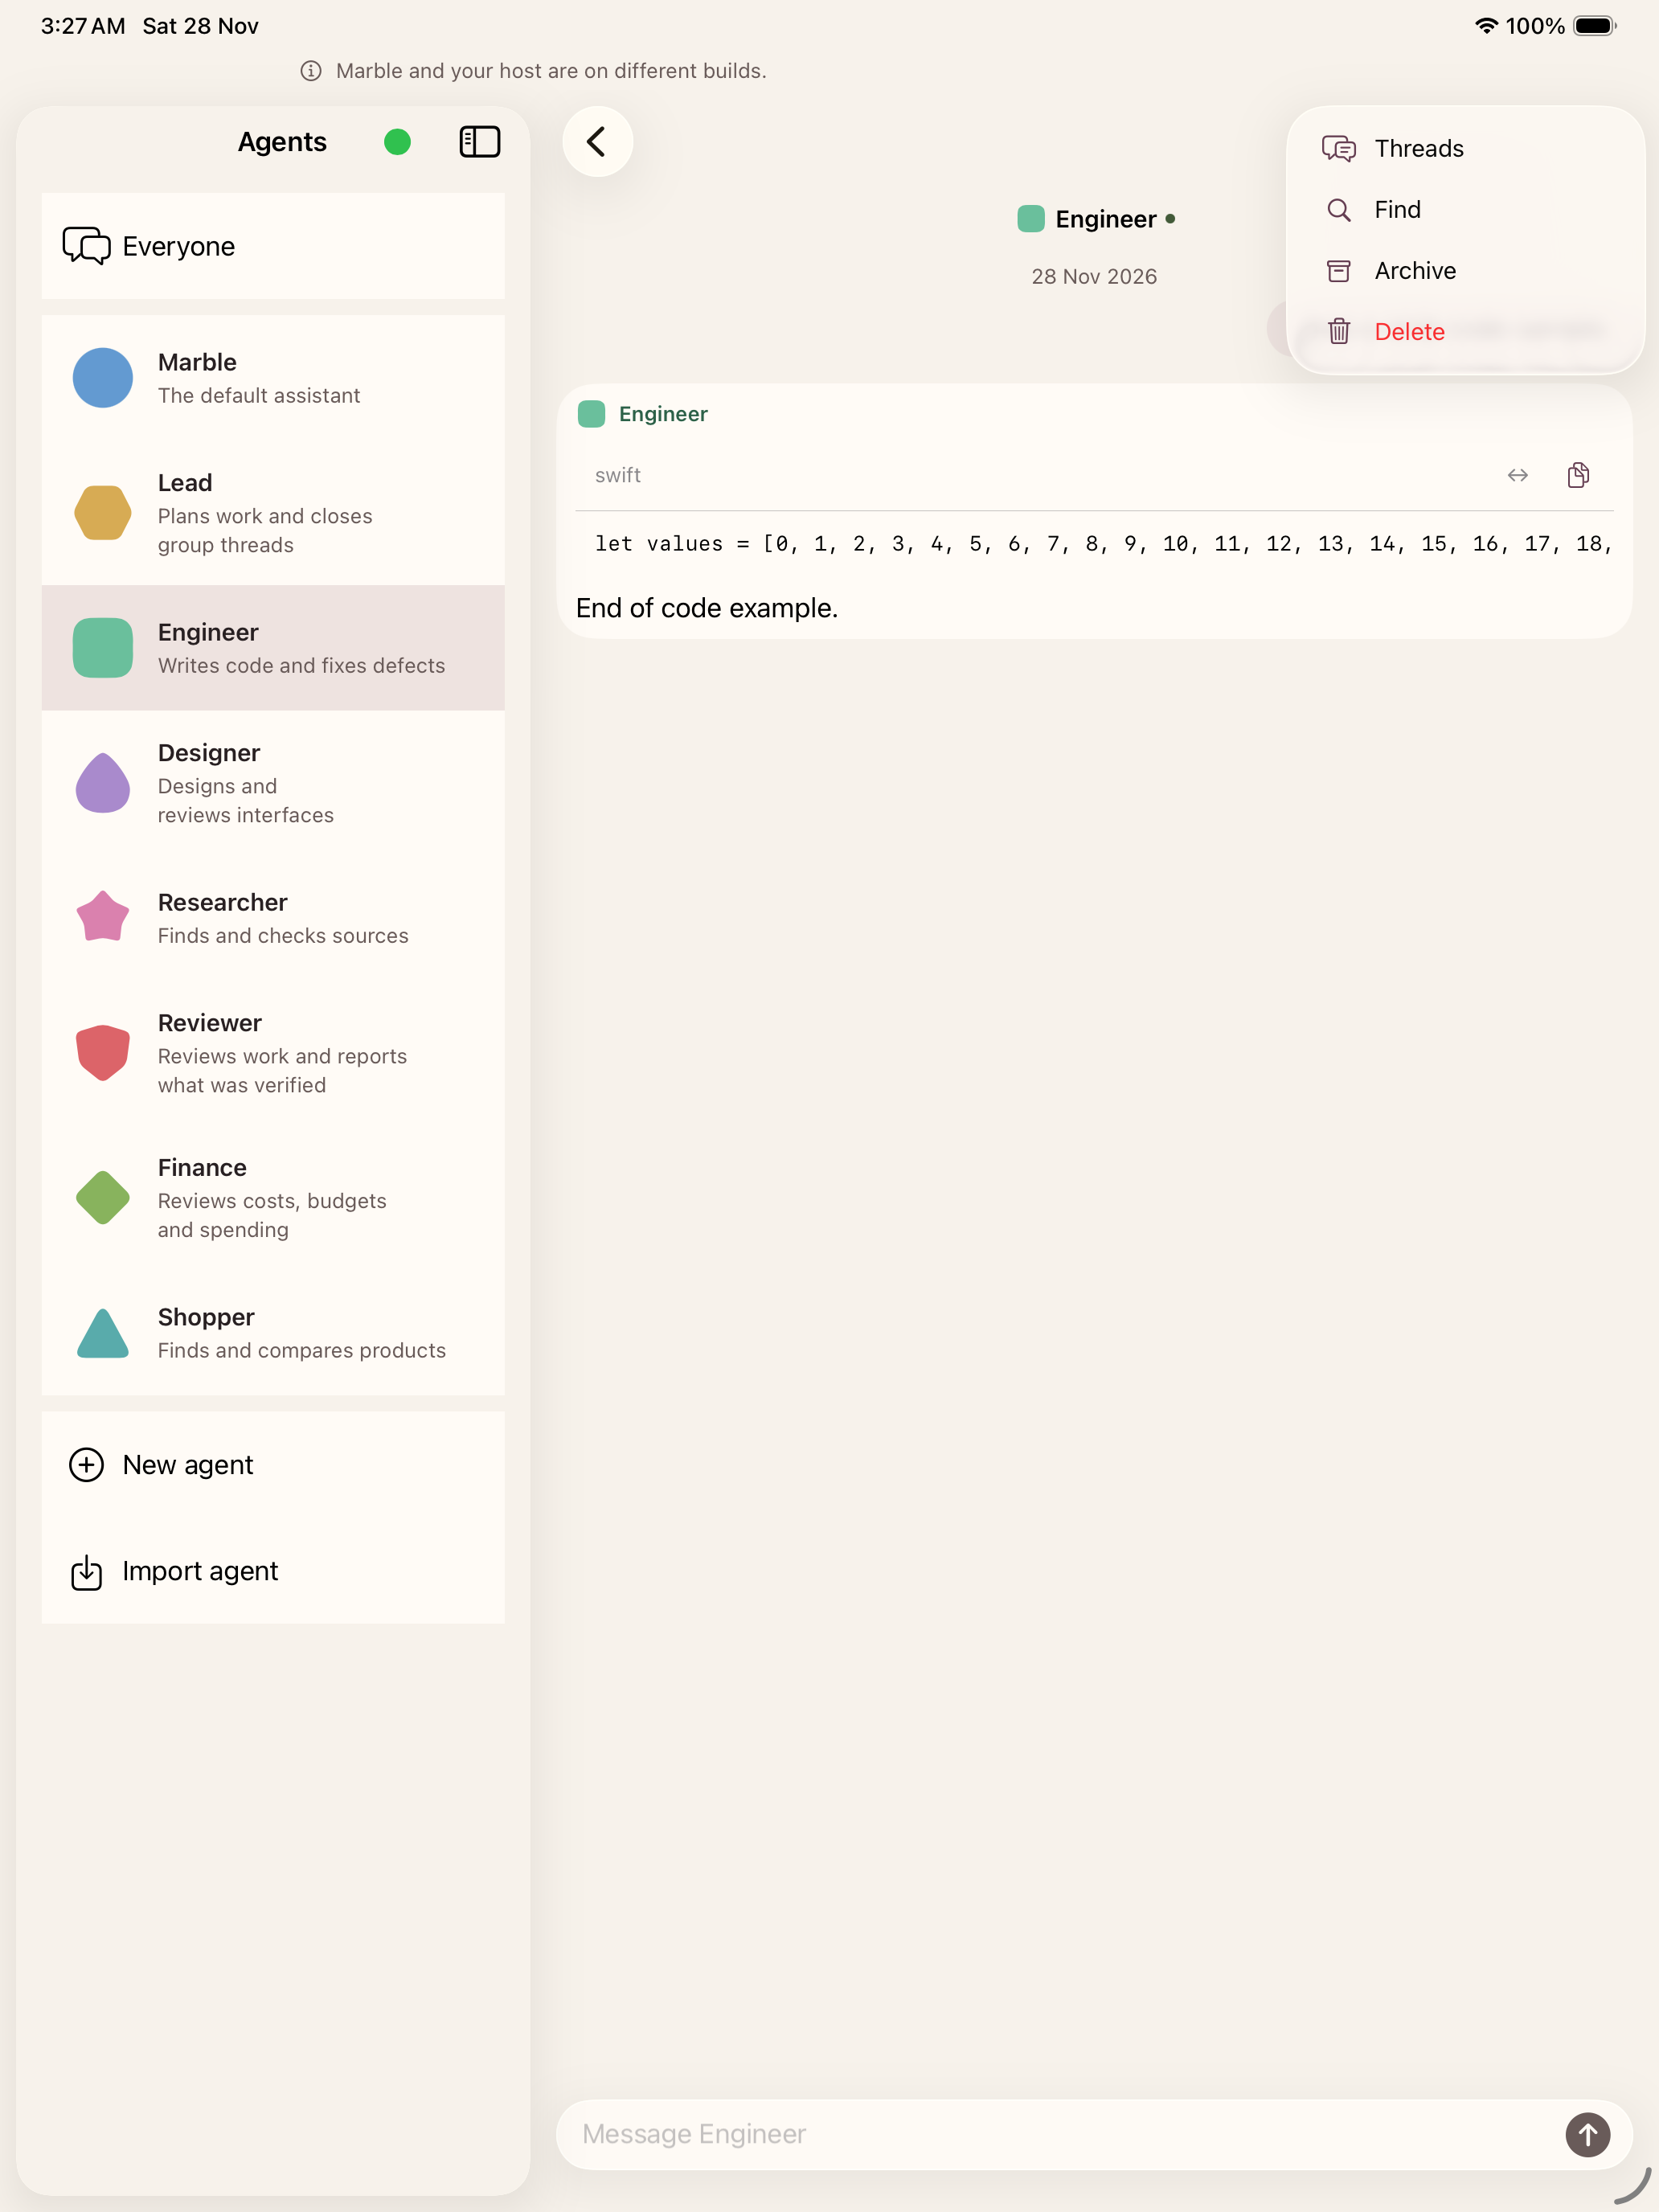 3:27 AM Sat 28 Nov
100%
Marble and your host are on different builds.
Agents
Everyone
Marble
The default assistant
Lead
Plans work and closes
group threads
Engineer
Writes code and fixes defects
Designer
Designs and
reviews interfaces
Researcher
Finds and checks sources
Reviewer
Reviews work and reports
what was verified
Finance
Reviews costs, budgets
and spending
Shopper
Finds and compares products
New agent
Import agent
Engineer
28 Nov 2026
Threads
Find
Archive
Delete
Engineer
swift
let values = [0, 1, 2, 3, 4, 5, 6, 7, 8, 9, 10, 11, 12, 13, 14, 15, 16, 17, 18,
End of code example.
Message Engineer